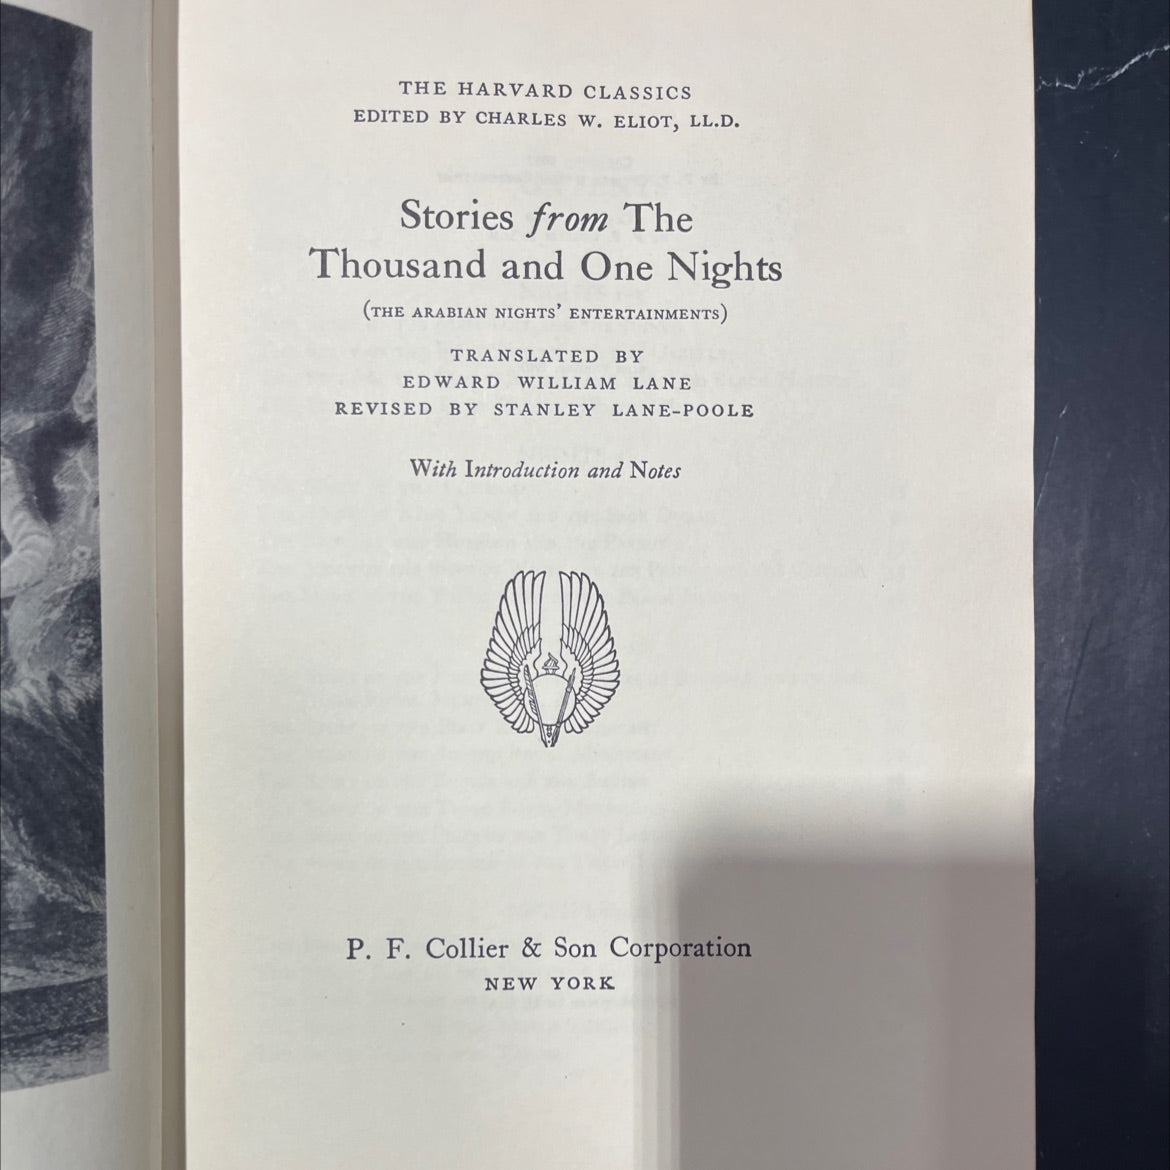 THE HARVARD CLASSICS
EDITED BY CHARLES W. ELIOT, LL.D.
Stories from The
Thousand and One Nights
(THE ARABIAN NIGHTS' ENTERTAINMENTS)
TRANSLATED BY
EDWARD WILLIAM LANE
REVISED BY STANLEY LANE-POOLE
With Introduction and Notes
P. F. Collier & Son Corporation
NEW YORK